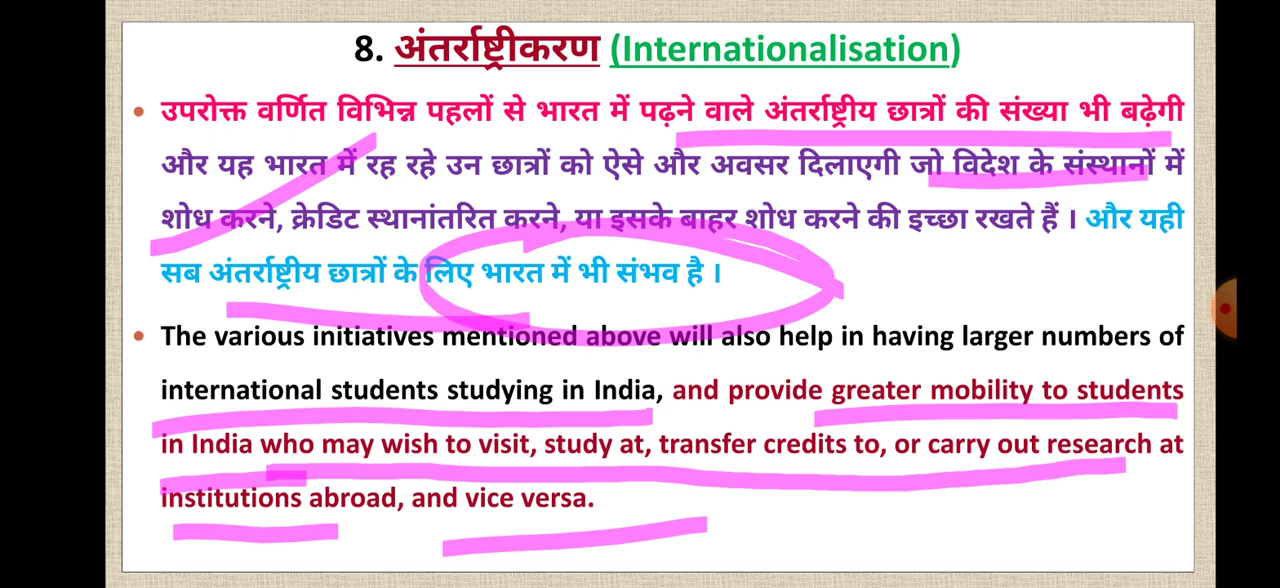 8. अंतर्राष्ट्रीकरण (Internationalisation)
• उपरोक्त वर्णित विभिन्न पहलों से भारत में पढ़ने वाले अंतर्राष्ट्रीय छात्रों की संख्या भी बढ़ेगी
और यह भारत में रह रहे उन छात्रों को ऐसे और अवसर दिलाएगी जो विदेश के संस्थानों में
शोध करने, क्रेडिट स्थानांतरित करने, या इसके बाहर शोध करने की इच्छा रखते हैं । और यही
सब अंतर्राष्ट्रीय छात्रों के लिए भारत में भी संभव है ।
• The various initiatives mentioned above will also help in having larger numbers of
international students studying in India, and provide greater mobility to students
in India who may wish to visit, study at, transfer credits to, or carry out research at
institutions abroad, and vice versa.